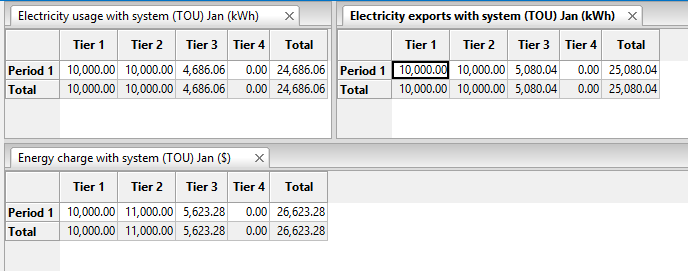 Electricity usage with system (TOU) Jan (kWh) ×
Tier 1 Tier 2 Tier 3 Tier 4 Total
Period 1 10,000.00 10,000.00 4,686.06 0.00 24,686.06
Total 10,000.00 10,000.00 4,686.06 0.00 24,686.06
Electricity exports with system (TOU) Jan (kWh) ×
Tier 1 Tier 2 Tier 3 Tier 4 Total
Period 1 10,000.00 10,000.00 5,080.04 0.00 25,080.04
Total 10,000.00 10,000.00 5,080.04 0.00 25,080.04
Energy charge with system (TOU) Jan ($) ×
Tier 1 Tier 2 Tier 3 Tier 4 Total
Period 1 10,000.00 11,000.00 5,623.28 0.00 26,623.28
Total 10,000.00 11,000.00 5,623.28 0.00 26,623.28